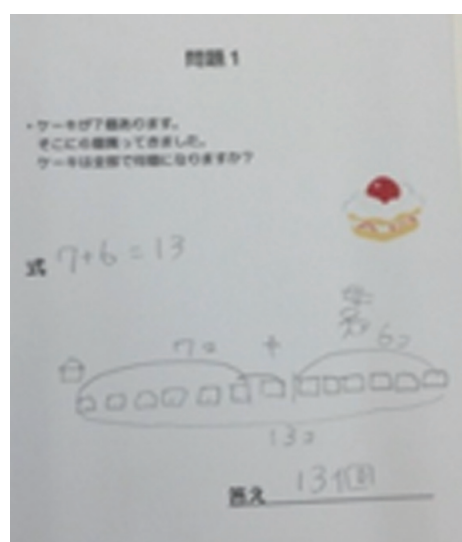 問題1
・ケーキが7個あります。
そこに6個買ってきました。
ケーキは全部で何個になりますか?
式 7+6=13
7こ + 6こ
13こ
答え 13個